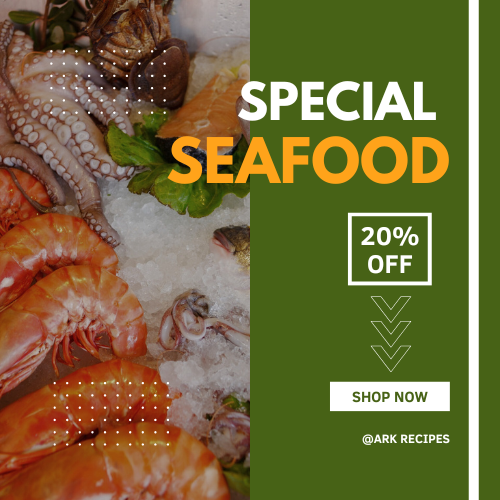 SPECIAL
SEAFOOD
20%
OFF
SHOP NOW
@ARK RECIPES